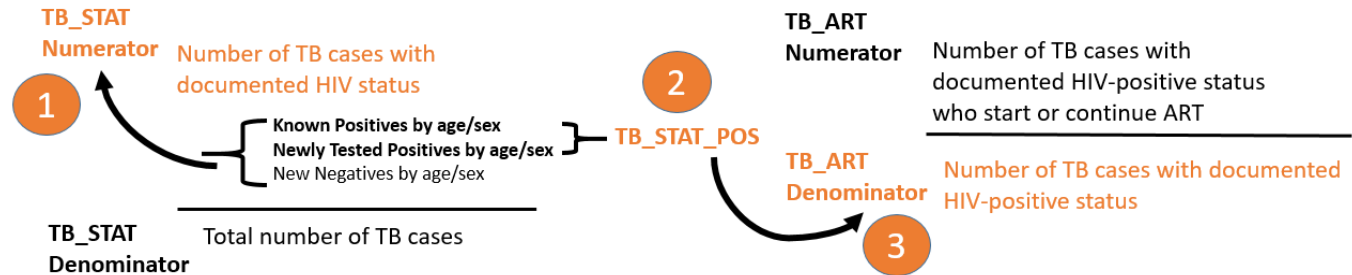 TB_STAT
Numerator
Number of TB cases with
documented HIV status
1
Known Positives by age/sex
Newly Tested Positives by age/sex
New Negatives by age/sex
TB_STAT
Denominator
Total number of TB cases
2
TB_STAT_POS
TB_ART
Numerator
Number of TB cases with
documented HIV-positive status
who start or continue ART
TB_ART
Denominator
Number of TB cases with documented
HIV-positive status
3